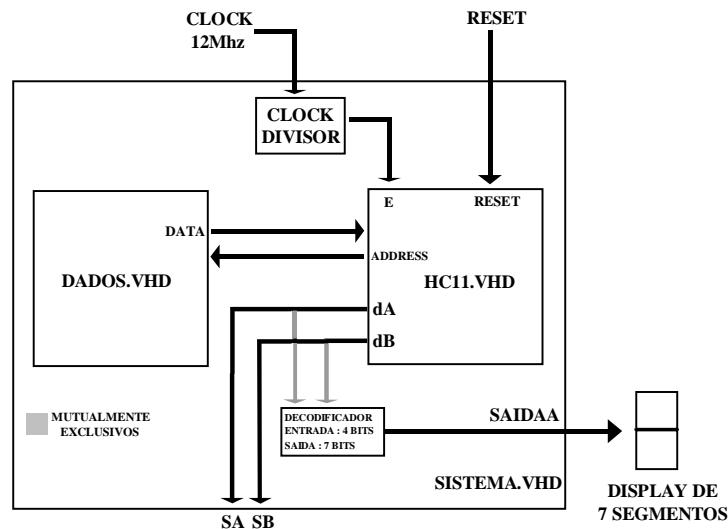 CLOCK
12Mhz
RESET
CLOCK
DIVISOR
E
RESET
DATA
ADDRESS
DADOS.VHD
HC11.VHD
dA
dB
MUTUALMENTE
EXCLUSIVOS
DECODIFICADOR
ENTRADA : 4 BITS
SAIDA : 7 BITS
SAIDAA
SISTEMA.VHD
DISPLAY DE
7 SEGMENTOS
SA SB